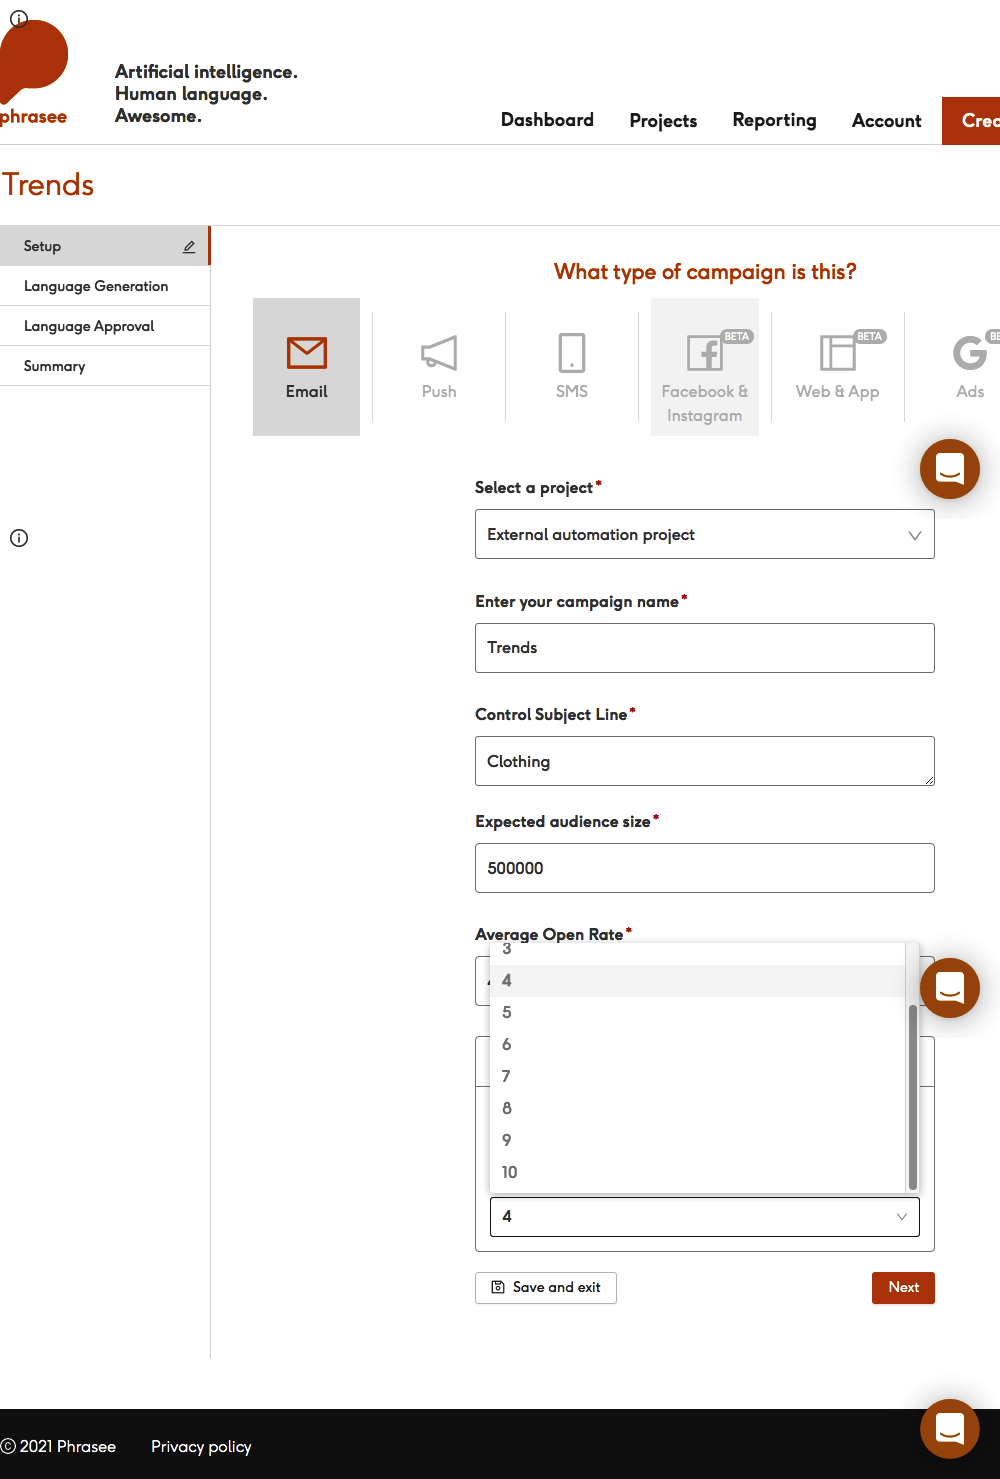 phrasee
Artificial intelligence.
Human language.
Awesome.
Dashboard
Projects
Reporting
Account
Trends
Setup
Language Generation
Language Approval
Summary
What type of campaign is this?
Email
Push
SMS
BETA
Facebook &
Instagram
BETA
Web & App
Ads
Select a project*
External automation project
Enter your campaign name*
Trends
Control Subject Line*
Clothing
Expected audience size*
500000
Average Open Rate*
3
4
5
6
7
8
9
10
4
Save and exit
Next
© 2021 Phrasee
Privacy policy